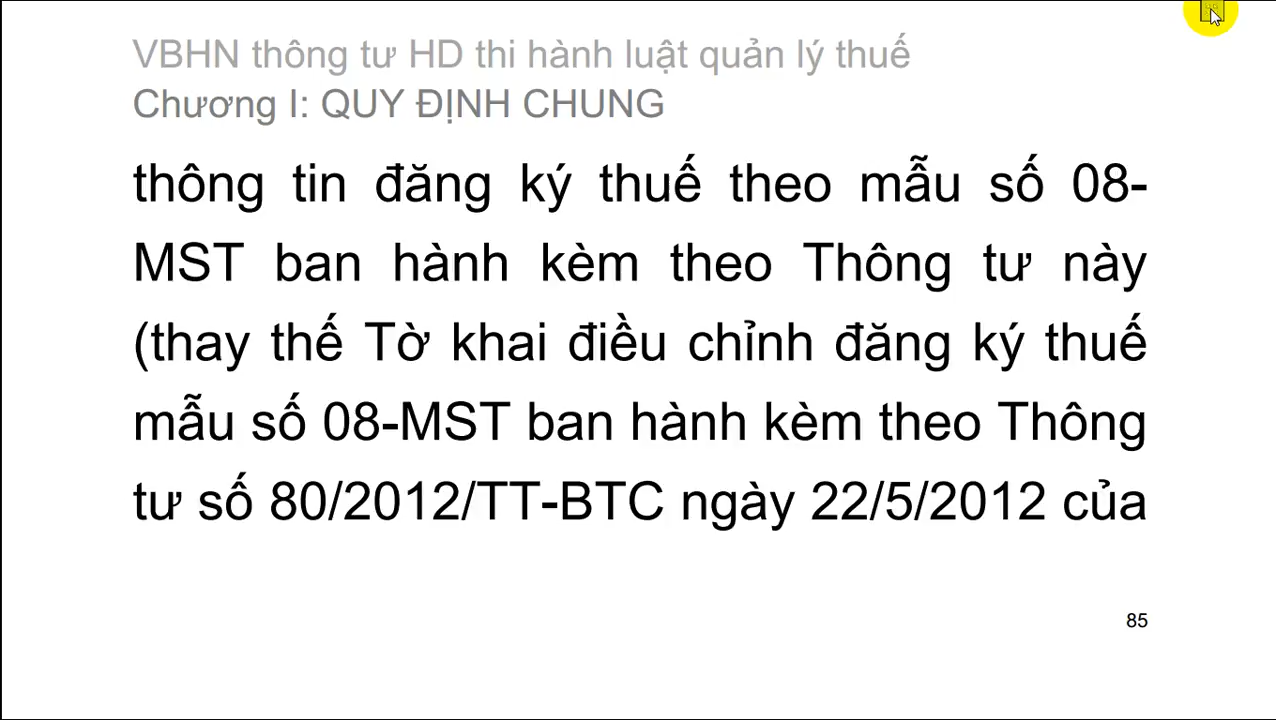 VBHN thông tư HD thi hành luật quản lý thuế
Chương I: QUY ĐỊNH CHUNG
thông tin đăng ký thuế theo mẫu số 08-
MST ban hành kèm theo Thông tư này
(thay thế Tờ khai điều chỉnh đăng ký thuế
mẫu số 08-MST ban hành kèm theo Thông
tư số 80/2012/TT-BTC ngày 22/5/2012 của
85